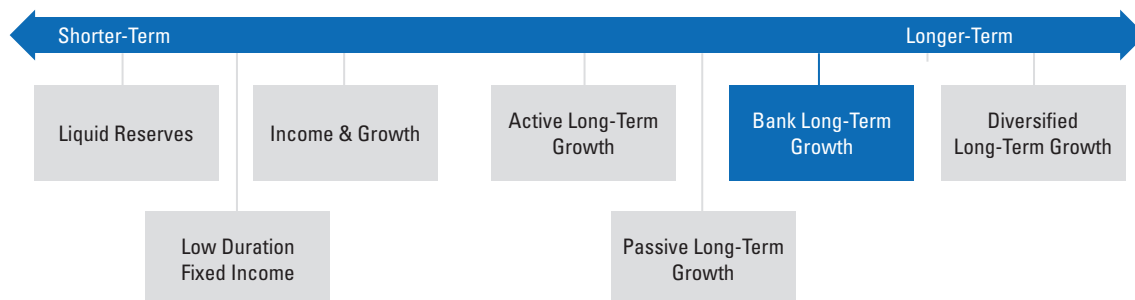 Shorter-Term
Longer-Term
Liquid Reserves
Income & Growth
Active Long-Term
Growth
Bank Long-Term
Growth
Diversified
Long-Term Growth
Low Duration
Fixed Income
Passive Long-Term
Growth